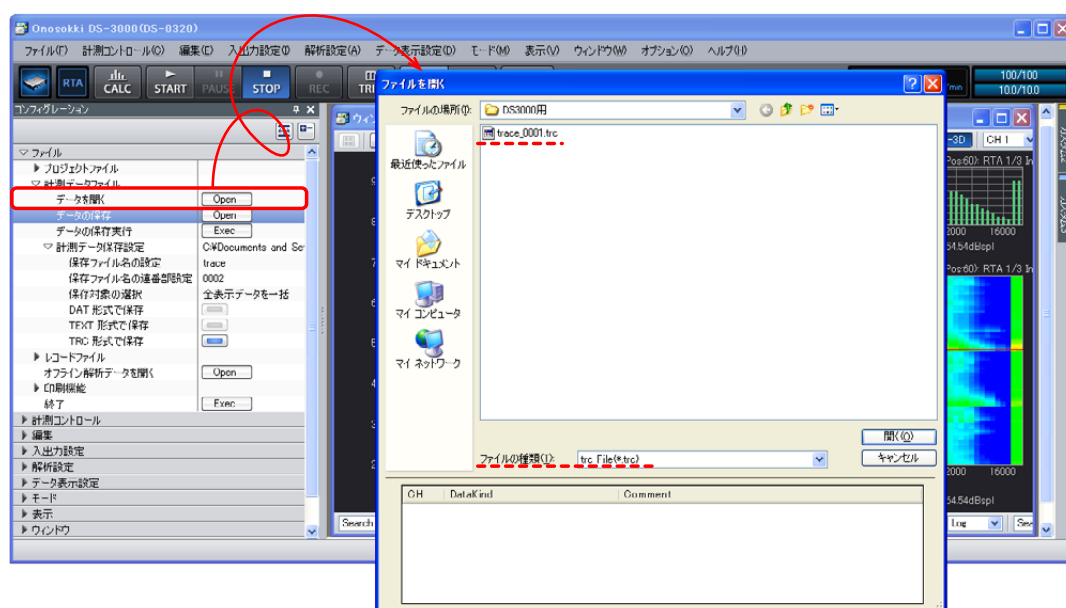 Onosokki DS-3000(DS-0320)
ファイル(F) 計測コントロール(C) 編集(E) 入出力設定(I) 解析設定(A) データ表示設定(D) モード(M) 表示(V) ウィンドウ(W) オプション(O) ヘルプ(H)
RTA CALC START PAUSE STOP REC
100/100
100/100
コンフィグレーション
ファイル
プロジェクトファイル
計測データファイル
データを開く Open
データの保存 Open
データの保存実行 Exec
計測データ保存設定 C:¥Documents and Se
保存ファイル名の設定 trace
保存ファイル名の連番部設定 0002
保存対象の選択 全表示データを一括
DAT 形式で保存
TEXT 形式で保存
TRC 形式で保存
レコードファイル
オフライン解析データを開く Open
印刷機能
終了 Exec
計測コントロール
編集
入出力設定
解析設定
データ表示設定
モード
表示
ウィンドウ
ファイルを開く
ファイルの場所(I): DS3000用
trace_0001.trc
最近使ったファイル
デスクトップ
マイ ドキュメント
マイ コンピュータ
マイ ネットワーク
開く(O)
ファイルの種類(T): trc File(*.trc)
キャンセル
CH DataKind Comment
Search
-3D CH 1
Pos:60): RTA 1/3
2000 16000
54.54dBspl
Pos:60): RTA 1/3
2000 16000
54.54dBspl
Log